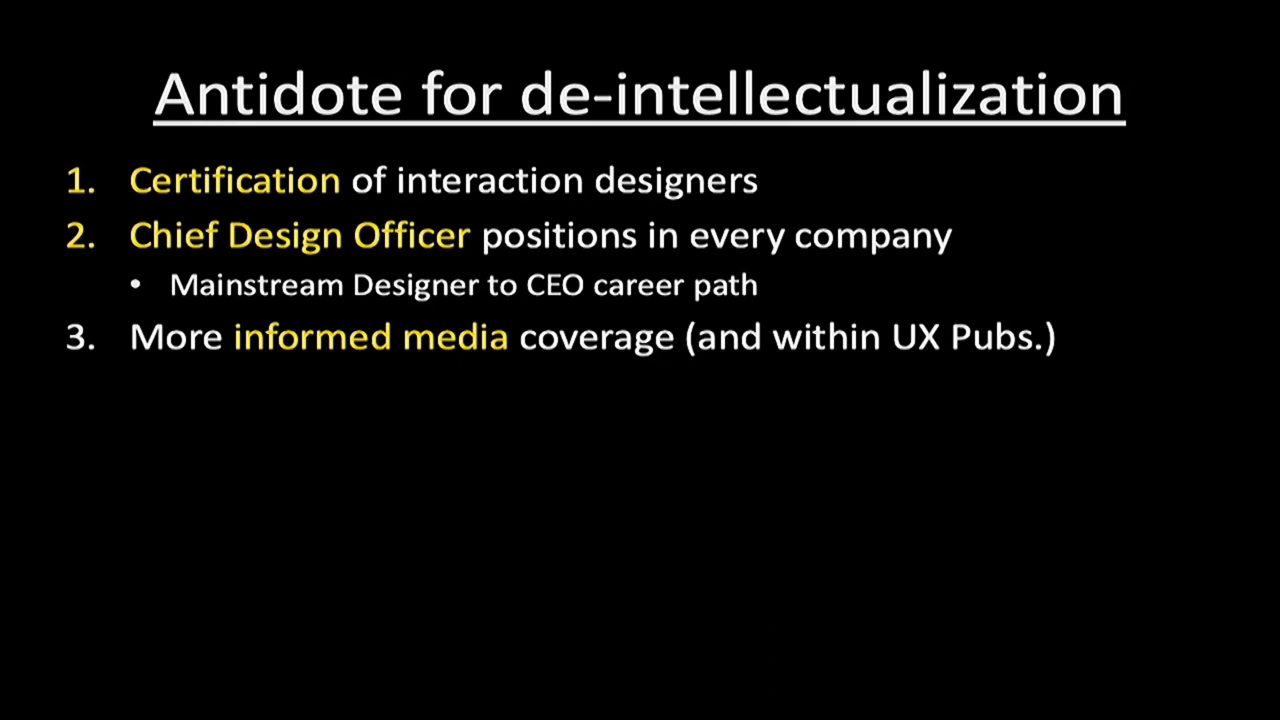 Antidote for de-intellectualization
1. Certification of interaction designers
2. Chief Design Officer positions in every company
• Mainstream Designer to CEO career path
3. More informed media coverage (and within UX Pubs.)